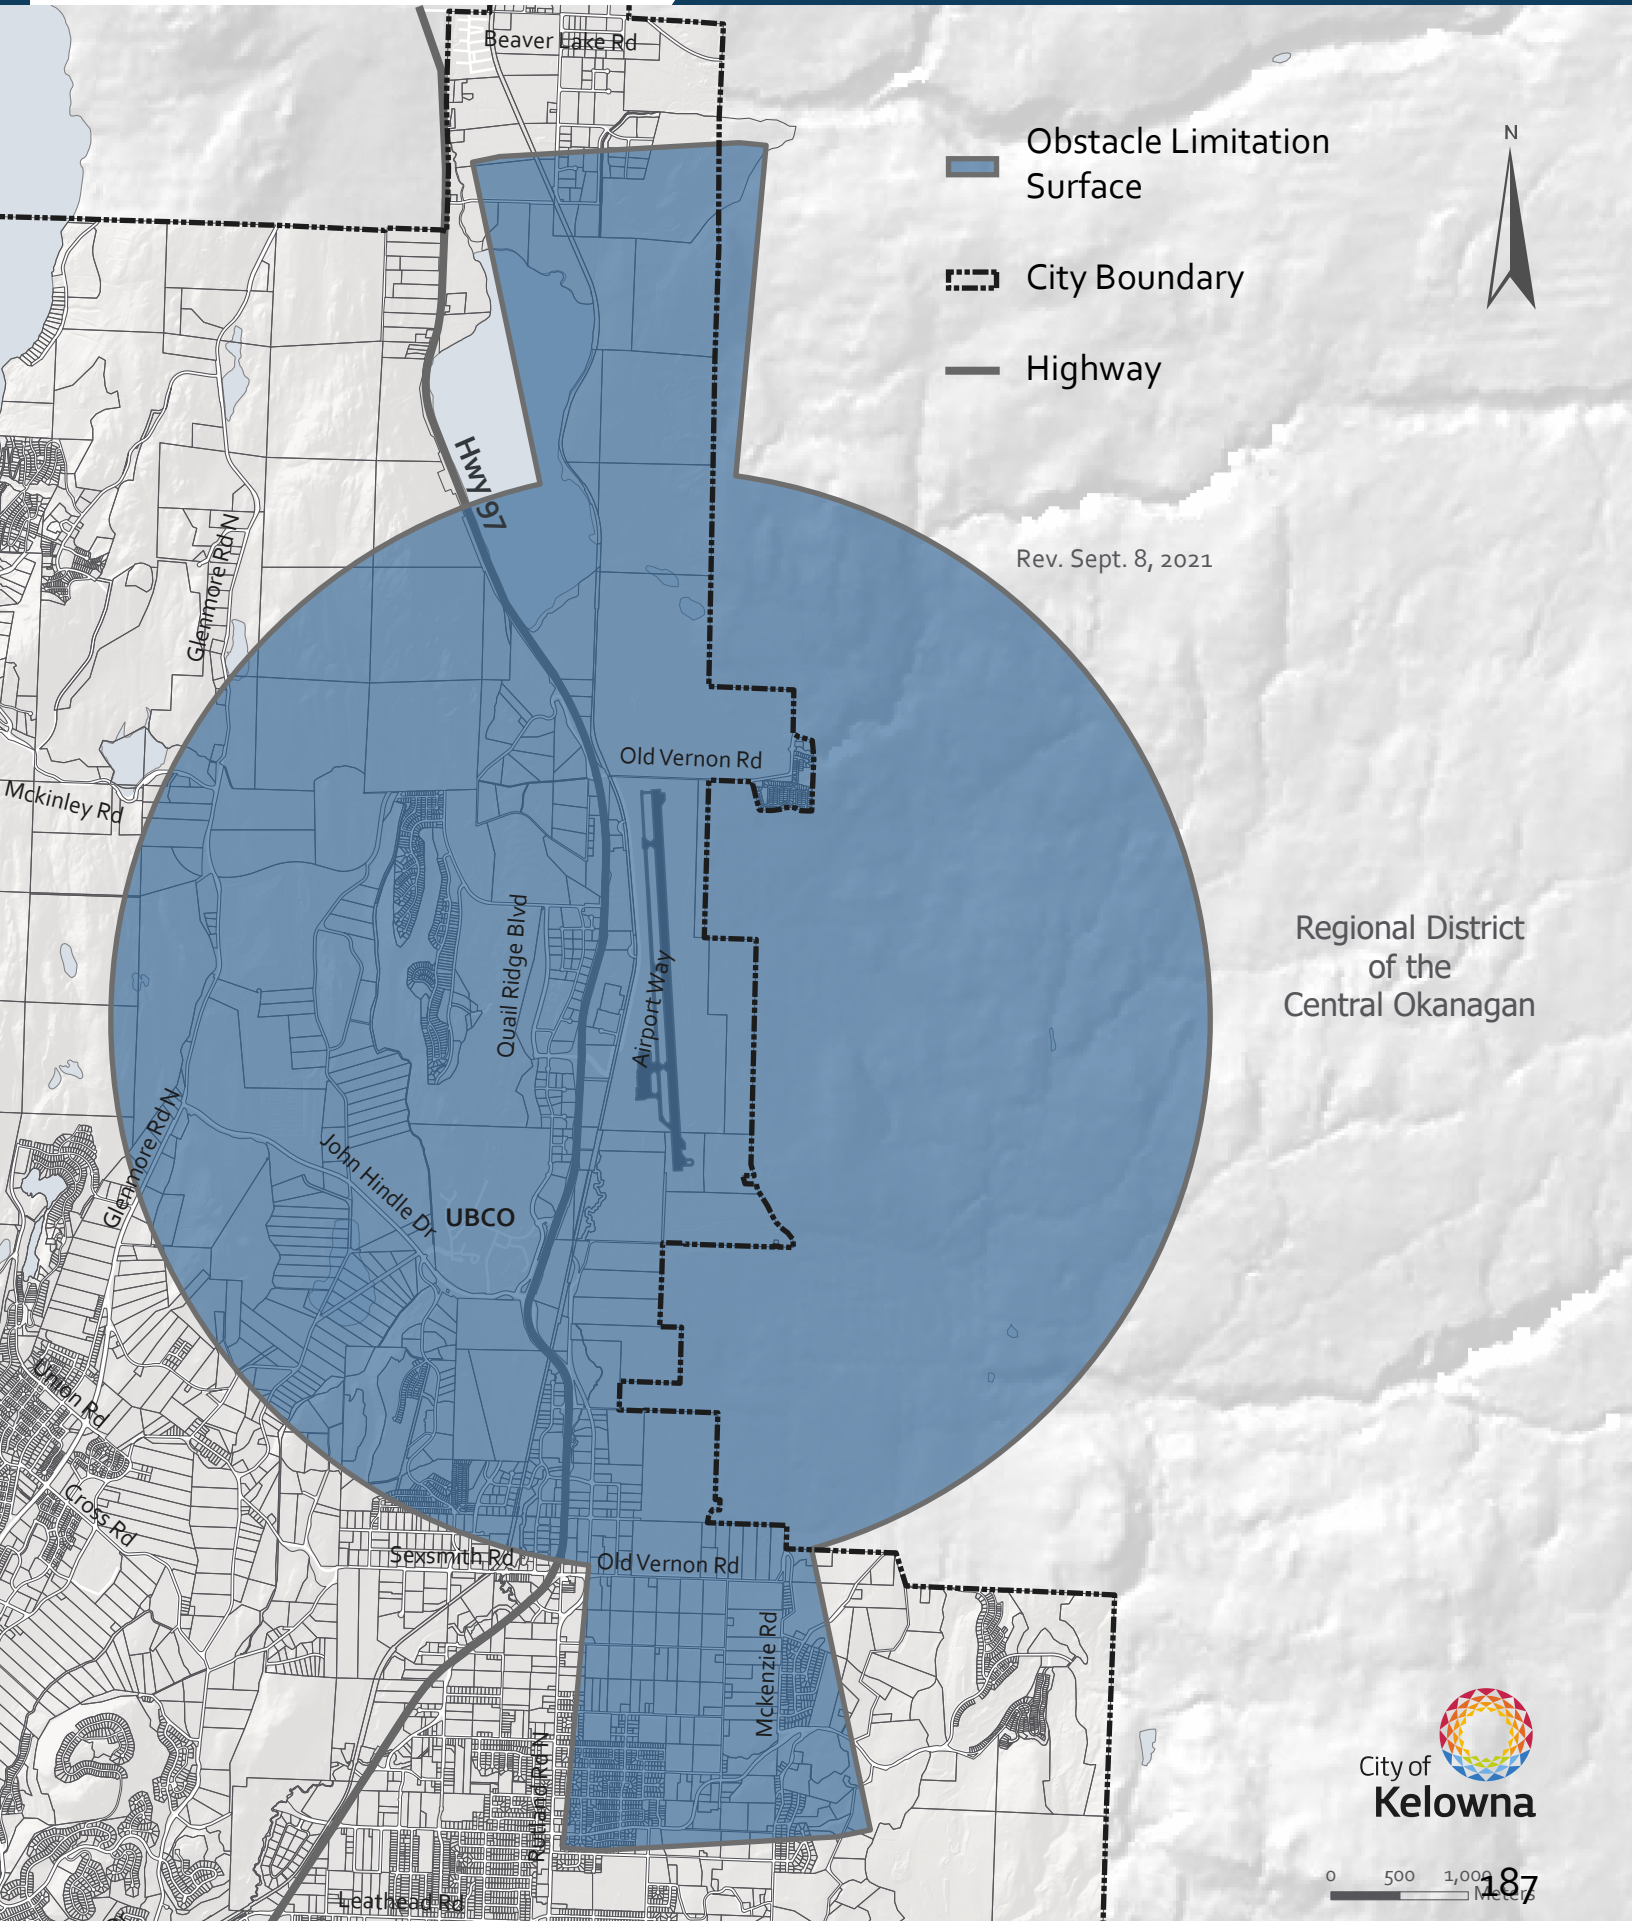 Beaver Lake Rd
Obstacle Limitation
Surface
N
City Boundary
Highway
Hwy 97
Glenmore Rd N
Rev. Sept. 8, 2021
Old Vernon Rd
Mckinley Rd
Quail Ridge Blvd
Airport Way
Regional District
of the
Central Okanagan
Glenmore Rd N
John Hindle Dr
UBCO
Union Rd
Cross Rd
Sexsmith Rd
Old Vernon Rd
Mckenzie Rd
Rutland Rd N
City of
Kelowna
Leathead Rd
0 500 1,000
Meters
187